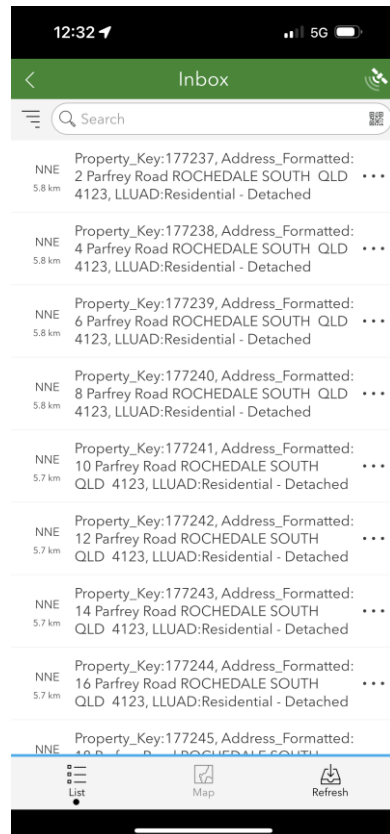 12:32
5G
Inbox
Search
NNE
5.8 km
Property_Key:177237, Address_Formatted:
2 Parfrey Road ROCHEDALE SOUTH  QLD
4123, LLUAD:Residential - Detached
NNE
5.8 km
Property_Key:177238, Address_Formatted:
4 Parfrey Road ROCHEDALE SOUTH  QLD
4123, LLUAD:Residential - Detached
NNE
5.8 km
Property_Key:177239, Address_Formatted:
6 Parfrey Road ROCHEDALE SOUTH  QLD
4123, LLUAD:Residential - Detached
NNE
5.8 km
Property_Key:177240, Address_Formatted:
8 Parfrey Road ROCHEDALE SOUTH  QLD
4123, LLUAD:Residential - Detached
NNE
5.7 km
Property_Key:177241, Address_Formatted:
10 Parfrey Road ROCHEDALE SOUTH
QLD  4123, LLUAD:Residential - Detached
NNE
5.7 km
Property_Key:177242, Address_Formatted:
12 Parfrey Road ROCHEDALE SOUTH
QLD  4123, LLUAD:Residential - Detached
NNE
5.7 km
Property_Key:177243, Address_Formatted:
14 Parfrey Road ROCHEDALE SOUTH
QLD  4123, LLUAD:Residential - Detached
NNE
5.7 km
Property_Key:177244, Address_Formatted:
16 Parfrey Road ROCHEDALE SOUTH
QLD  4123, LLUAD:Residential - Detached
NNE
Property_Key:177245, Address_Formatted:
18 Parfrey Road ROCHEDALE SOUTH
List
Map
Refresh